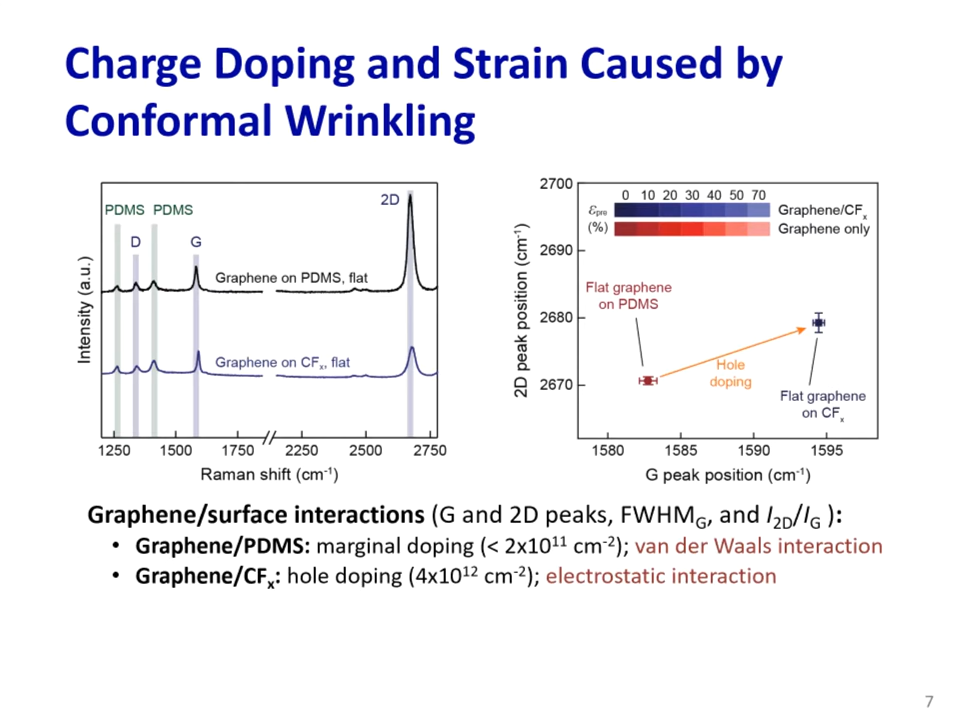 Charge Doping and Strain Caused by
Conformal Wrinkling
2D
PDMS PDMS
D
G
Graphene on PDMS, flat
Graphene on CFₓ, flat
Intensity (a.u.)
1250 1500 1750 2250 2500 2750
Raman shift (cm⁻¹)
2700
2690
2680
2670
2D peak position (cm⁻¹)
0 10 20 30 40 50 70
εpre
(%)
Graphene/CFₓ
Graphene only
Flat graphene
on PDMS
Hole
doping
Flat graphene
on CFₓ
1580 1585 1590 1595
G peak position (cm⁻¹)
Graphene/surface interactions (G and 2D peaks, FWHM_G, and I₂D/I_G ):
• Graphene/PDMS: marginal doping (< 2x10¹¹ cm⁻²); van der Waals interaction
• Graphene/CFₓ: hole doping (4x10¹² cm⁻²); electrostatic interaction
7